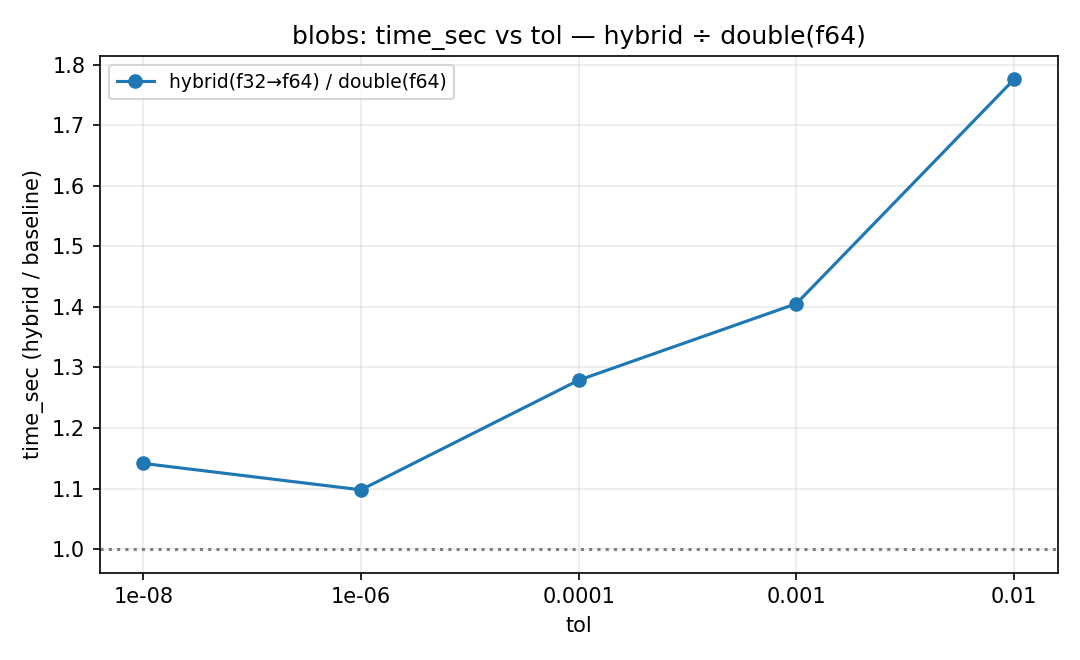 blobs: time_sec vs tol — hybrid ÷ double(f64)
hybrid(f32→f64) / double(f64)
time_sec (hybrid / baseline)
1.8
1.7
1.6
1.5
1.4
1.3
1.2
1.1
1.0
1e-08 1e-06 0.0001 0.001 0.01
tol